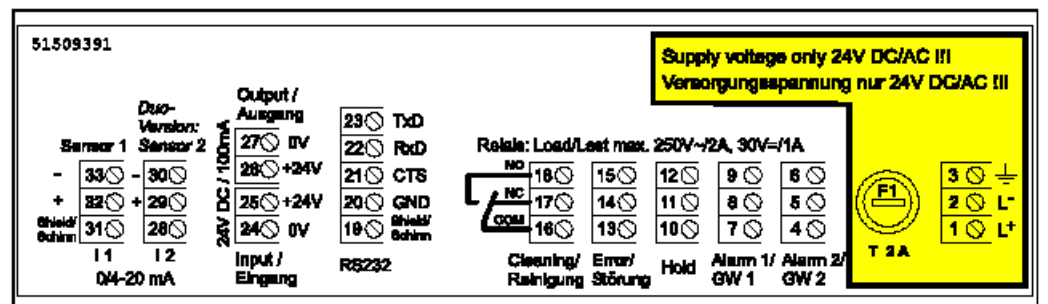 51509391
Supply voltage only 24V DC/AC !!!
Versorgungsspannung nur 24V DC/AC !!!
Sensor 1
Duo-
Version:
Sensor 2
- 33 - 30
+ 32 + 29
Shield/
Schirm 31 28
I 1 I 2
0/4-20 mA
24V DC / 100mA
Output /
Ausgang
27 0V
26 +24V
25 +24V
24 0V
Input /
Eingang
23 TxD
22 RxD
21 CTS
20 GND
19 Shield/
Schirm
RS232
Relais: Load/Last max. 250V~/2A, 30V=/1A
NO 18 15 12 9 6
NC 17 14 11 8 5
COM 16 13 10 7 4
Cleaning/
Reinigung
Error/
Störung
Hold
Alarm 1/
GW 1
Alarm 2/
GW 2
F1
T 2A
3
2 L-
1 L+